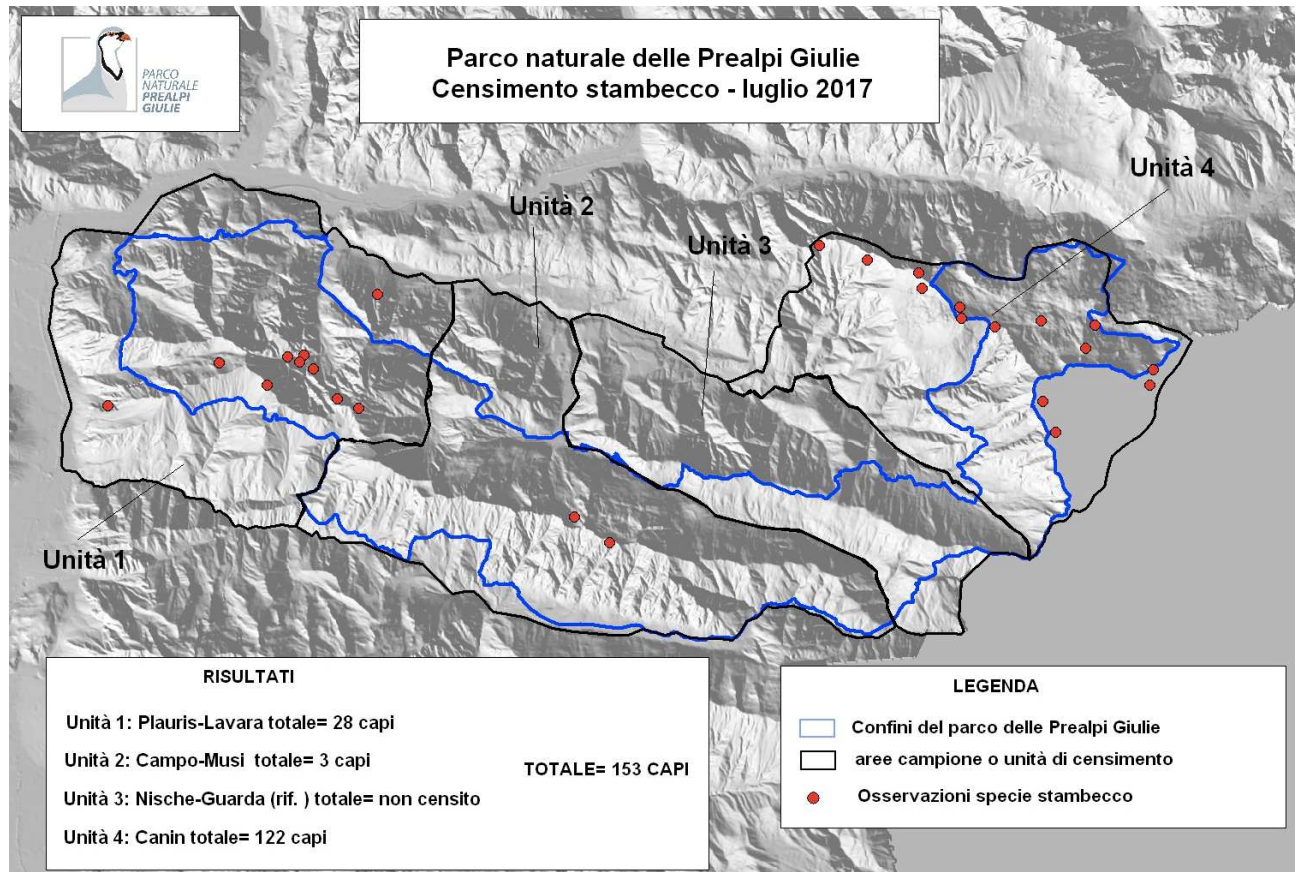 PARCO
NATURALE
PREALPI
GIULIE
Parco naturale delle Prealpi Giulie
Censimento stambecco - luglio 2017
Unità 4
Unità 2
Unità 3
Unità 1
RISULTATI
Unità 1: Plauris-Lavara totale= 28 capi
Unità 2: Campo-Musi totale= 3 capi
TOTALE= 153 CAPI
Unità 3: Nische-Guarda (rif. ) totale= non censito
Unità 4: Canin totale= 122 capi
LEGENDA
Confini del parco delle Prealpi Giulie
aree campione o unità di censimento
Osservazioni specie stambecco